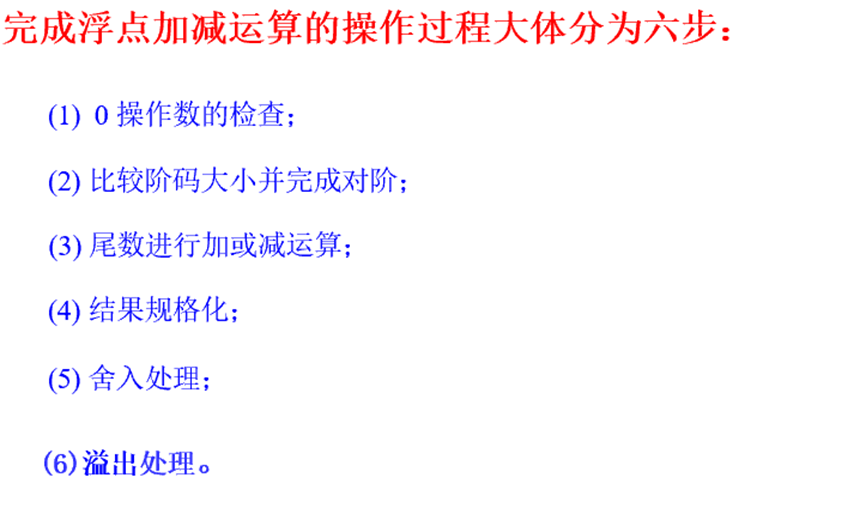 完成浮点加减运算的操作过程大体分为六步：
(1) 0 操作数的检查；
(2) 比较阶码大小并完成对阶；
(3) 尾数进行加或减运算；
(4) 结果规格化；
(5) 舍入处理；
(6) 溢出处理。